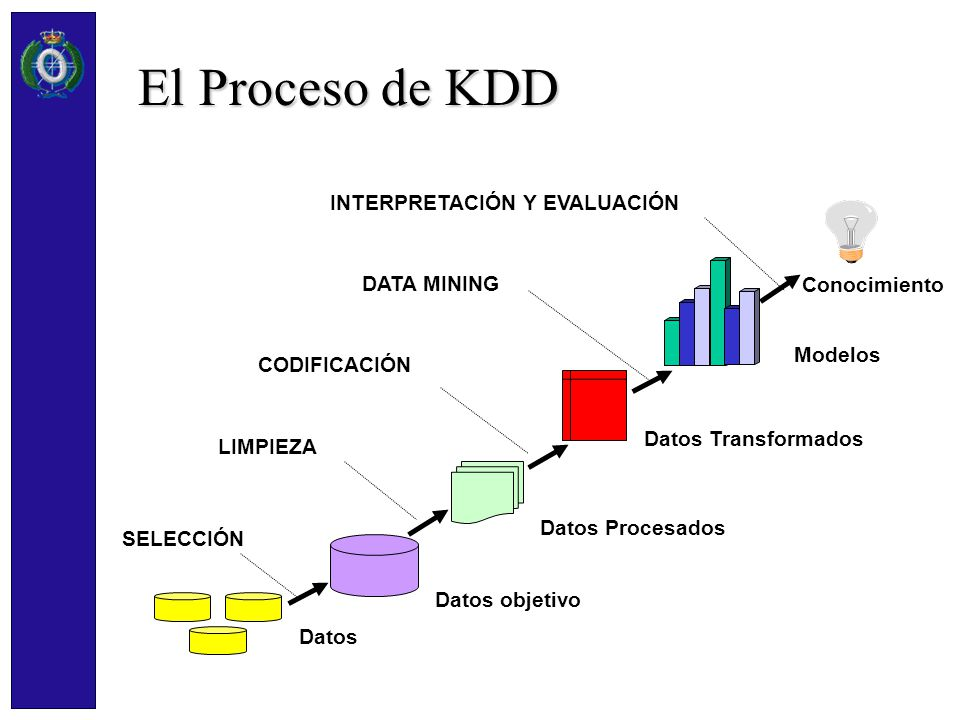 El Proceso de KDD
INTERPRETACIÓN Y EVALUACIÓN
DATA MINING
Conocimiento
Modelos
CODIFICACIÓN
Datos Transformados
LIMPIEZA
Datos Procesados
SELECCIÓN
Datos objetivo
Datos